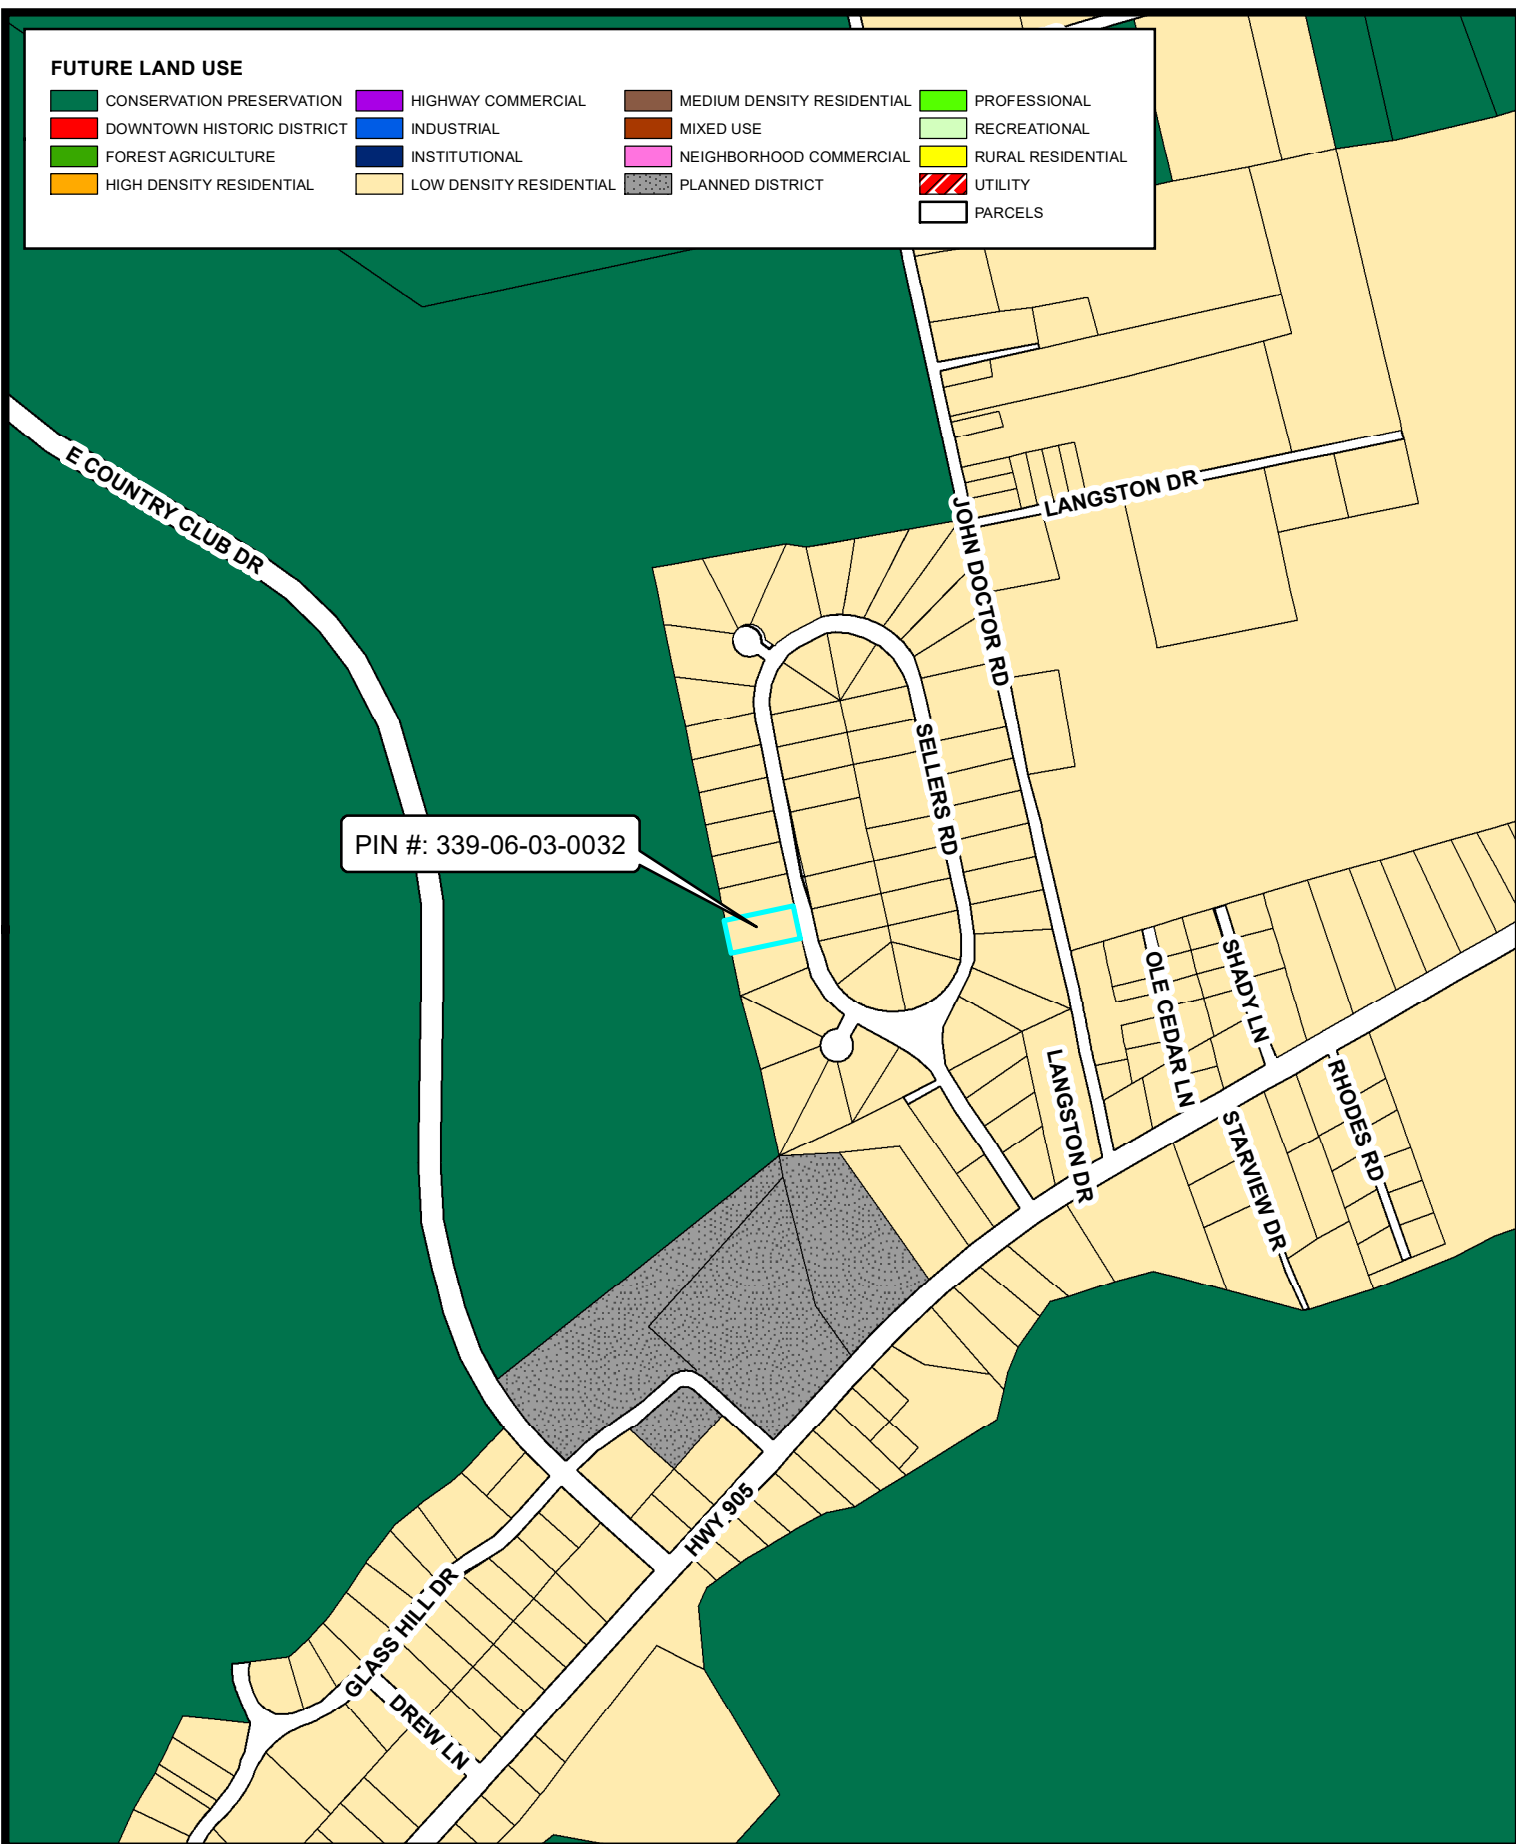 FUTURE LAND USE
CONSERVATION PRESERVATION
DOWNTOWN HISTORIC DISTRICT
FOREST AGRICULTURE
HIGH DENSITY RESIDENTIAL
HIGHWAY COMMERCIAL
INDUSTRIAL
INSTITUTIONAL
LOW DENSITY RESIDENTIAL
MEDIUM DENSITY RESIDENTIAL
MIXED USE
NEIGHBORHOOD COMMERCIAL
PLANNED DISTRICT
PROFESSIONAL
RECREATIONAL
RURAL RESIDENTIAL
UTILITY
PARCELS
E COUNTRY CLUB DR
LANGSTON DR
JOHN DOCTOR RD
SELLERS RD
PIN #: 339-06-03-0032
OLE CEDAR LN
SHADY LN
LANGSTON DR
RHODES RD
STARVIEW DR
HWY 905
GLASS HILL DR
DREW LN